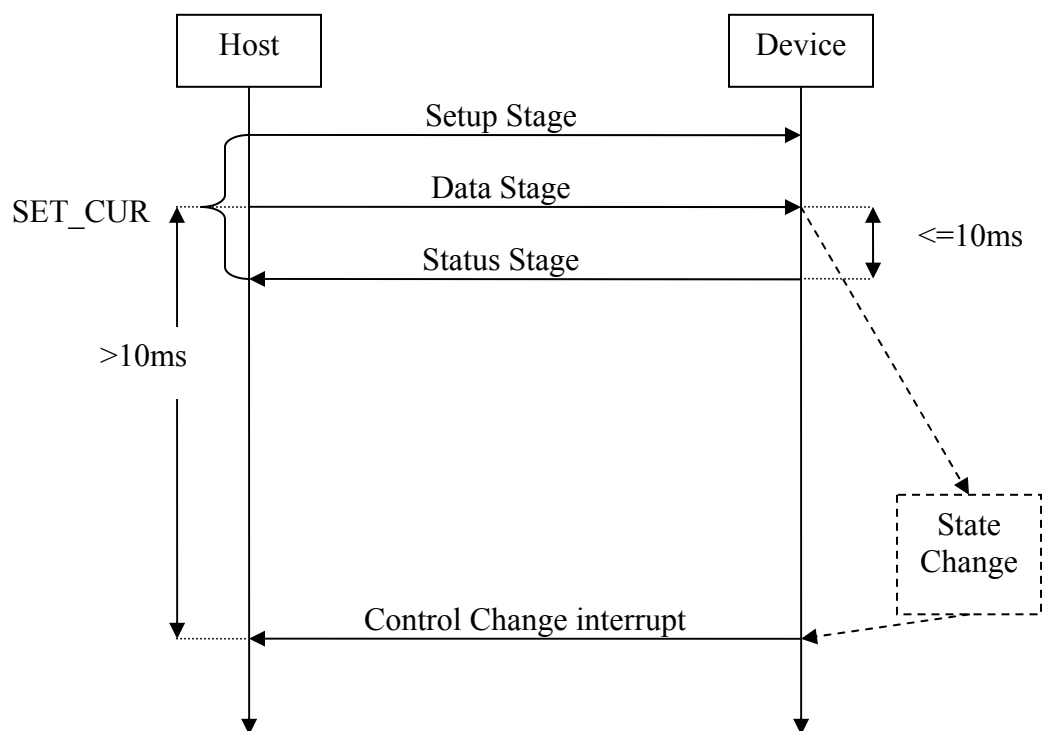 Host
Device
Setup Stage
Data Stage
SET_CUR
<=10ms
Status Stage
>10ms
State
Change
Control Change interrupt